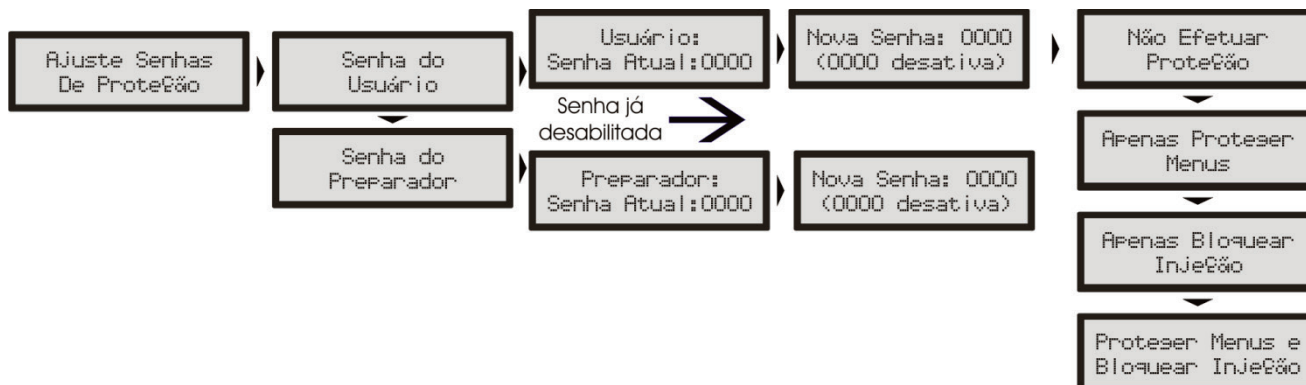 Ajuste Senhas
De Proteção
Senha do
Usuário
Usuário:
Senha Atual:0000
Nova Senha: 0000
(0000 desativa)
Não Efetuar
Proteção
Senha já
desabilitada
Apenas Proteger
Menus
Senha do
Preparador
Preparador:
Senha Atual:0000
Nova Senha: 0000
(0000 desativa)
Apenas Bloquear
Injeção
Proteger Menus e
Bloquear Injeção